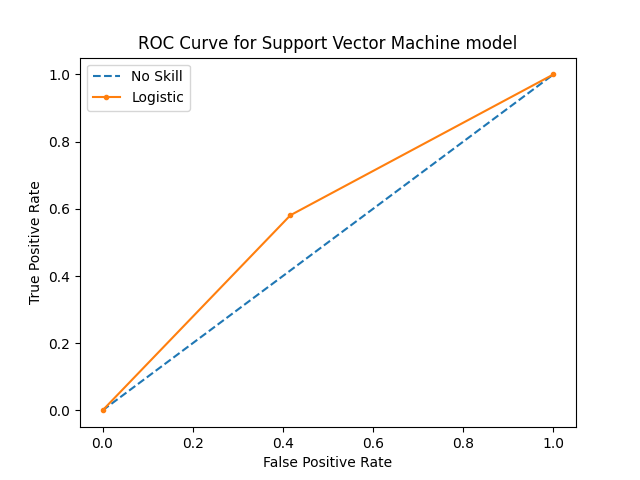 ROC Curve for Support Vector Machine model
No Skill
Logistic
True Positive Rate
1.0
0.8
0.6
0.4
0.2
0.0
0.0 0.2 0.4 0.6 0.8 1.0
False Positive Rate